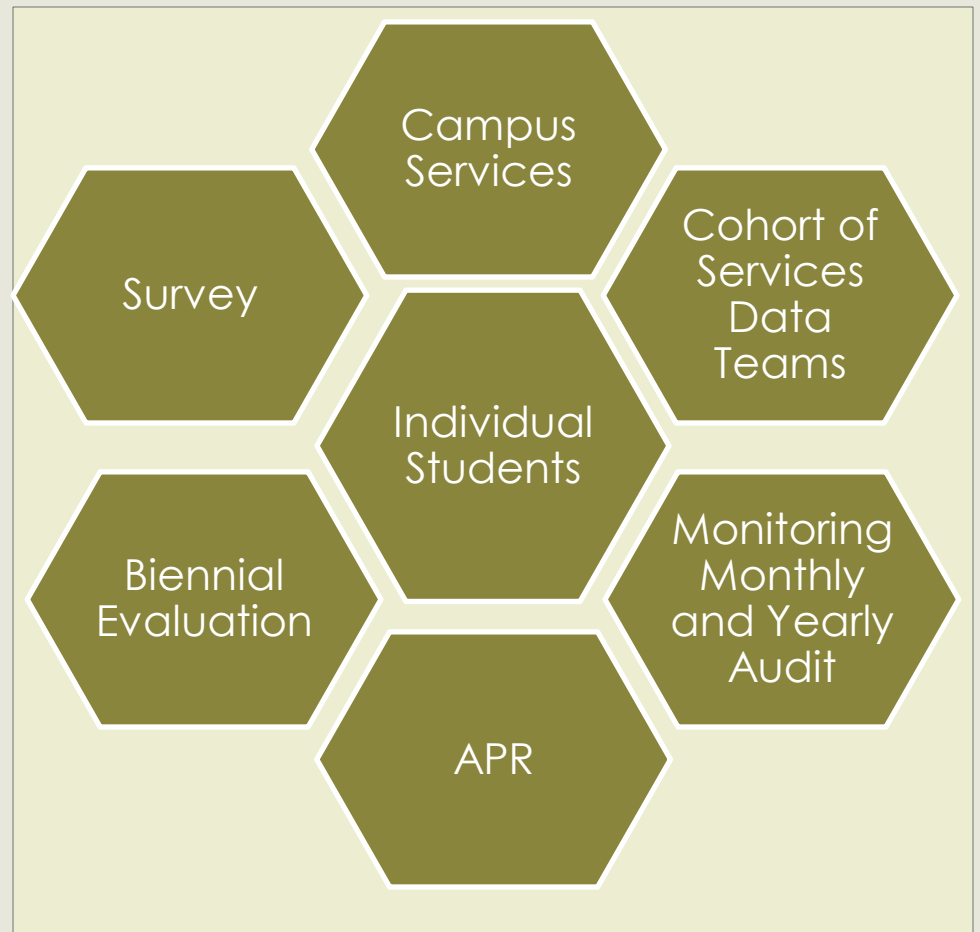 Campus
Services
Survey
Cohort of
Services
Data
Teams
Individual
Students
Biennial
Evaluation
Monitoring
Monthly
and Yearly
Audit
APR